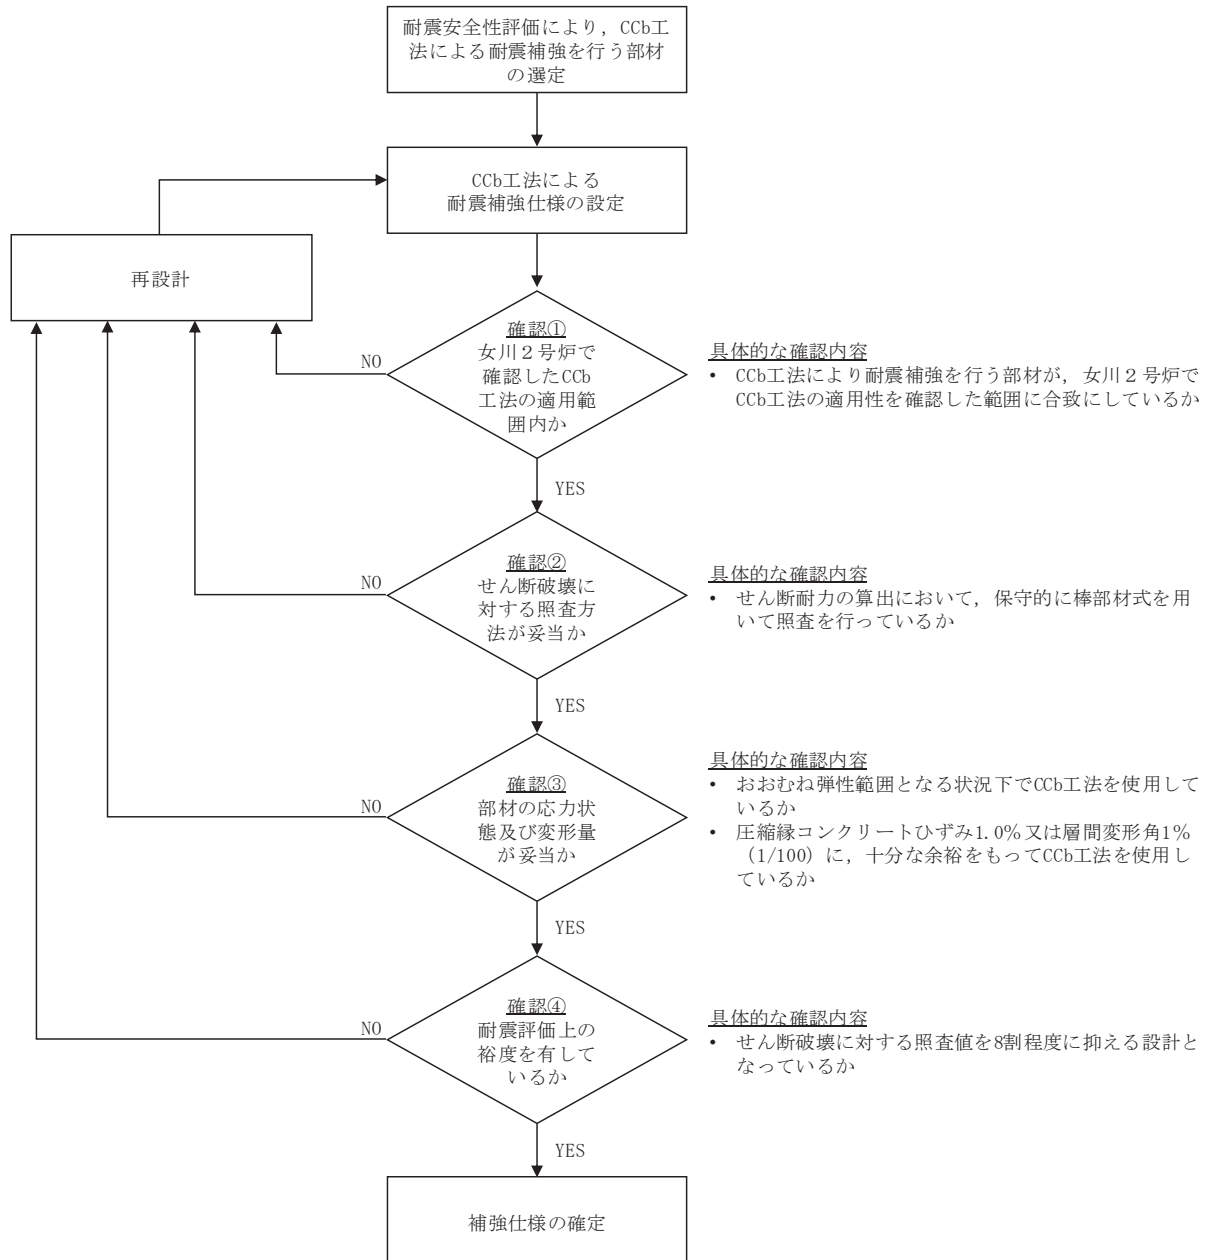 耐震安全性評価により，CCb工
法による耐震補強を行う部材
の選定
CCb工法による
耐震補強仕様の設定
再設計
確認①
女川２号炉で
確認したCCb
工法の適用範
囲内か
NO
具体的な確認内容
• CCb工法により耐震補強を行う部材が，女川２号炉で
CCb工法の適用性を確認した範囲に合致にしているか
YES
確認②
せん断破壊に
対する照査方
法が妥当か
NO
具体的な確認内容
• せん断耐力の算出において，保守的に棒部材式を用
いて照査を行っているか
YES
確認③
部材の応力状
態及び変形量
が妥当か
NO
具体的な確認内容
• おおむね弾性範囲となる状況下でCCb工法を使用して
いるか
• 圧縮縁コンクリートひずみ1.0％又は層間変形角1％
（1/100）に，十分な余裕をもってCCb工法を使用し
ているか
YES
確認④
耐震評価上の
裕度を有して
いるか
NO
具体的な確認内容
• せん断破壊に対する照査値を8割程度に抑える設計と
なっているか
YES
補強仕様の確定